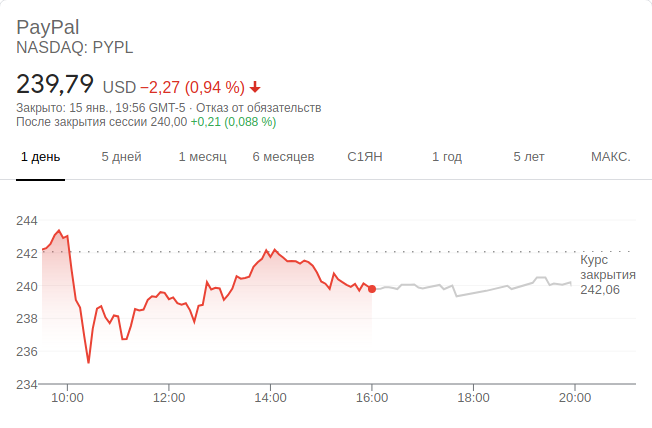 PayPal
NASDAQ: PYPL
239,79 USD −2,27 (0,94 %)
Закрыто: 15 янв., 19:56 GMT-5 · Отказ от обязательств
После закрытия сессии 240,00 +0,21 (0,088 %)
1 день 5 дней 1 месяц 6 месяцев С1ЯН 1 год 5 лет МАКС.
244
242
240
238
236
234
Курс
закрытия
242,06
10:00 12:00 14:00 16:00 18:00 20:00